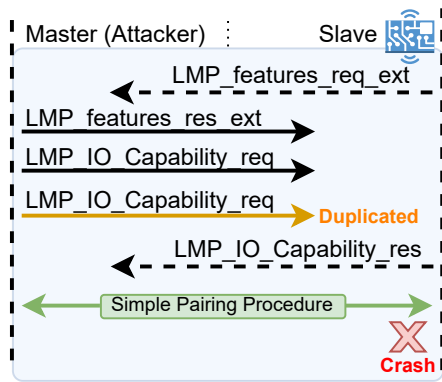 Master (Attacker)
Slave
LMP_features_req_ext
LMP_features_res_ext
LMP_IO_Capability_req
LMP_IO_Capability_req
Duplicated
LMP_IO_Capability_res
Simple Pairing Procedure
Crash